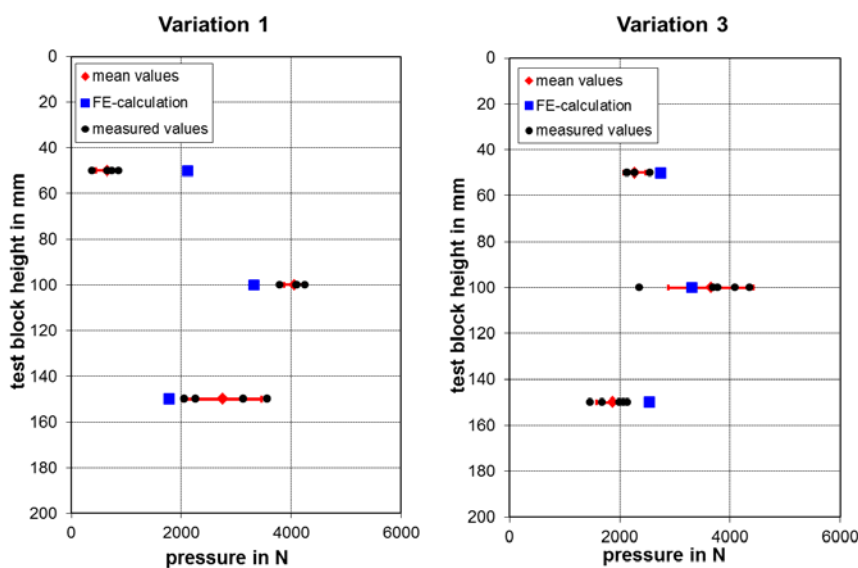 Variation 1
mean values
FE-calculation
measured values
test block height in mm
0
20
40
60
80
100
120
140
160
180
200
0
2000
4000
6000
pressure in N
Variation 3
mean values
FE-calculation
measured values
test block height in mm
0
20
40
60
80
100
120
140
160
180
200
0
2000
4000
6000
pressure in N